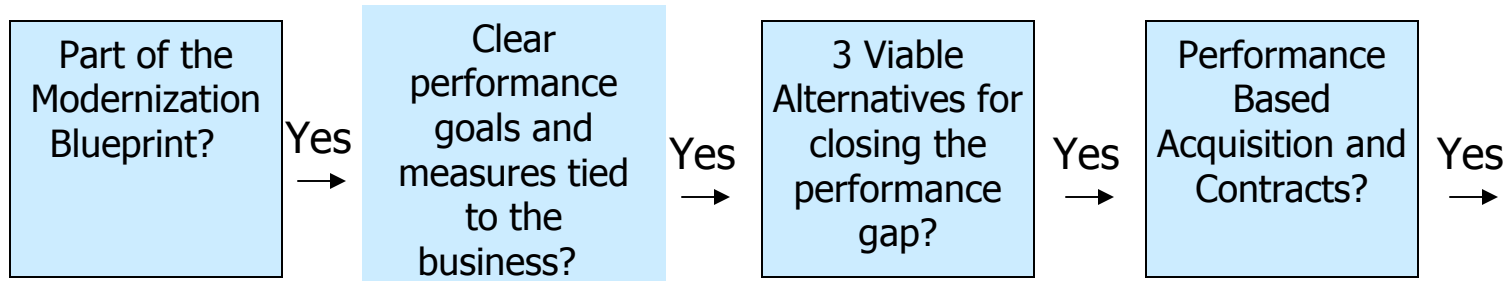 Part of the
Modernization
Blueprint?
Yes
Clear
performance
goals and
measures tied
to the
business?
Yes
3 Viable
Alternatives for
closing the
performance
gap?
Yes
Performance
Based
Acquisition and
Contracts?
Yes